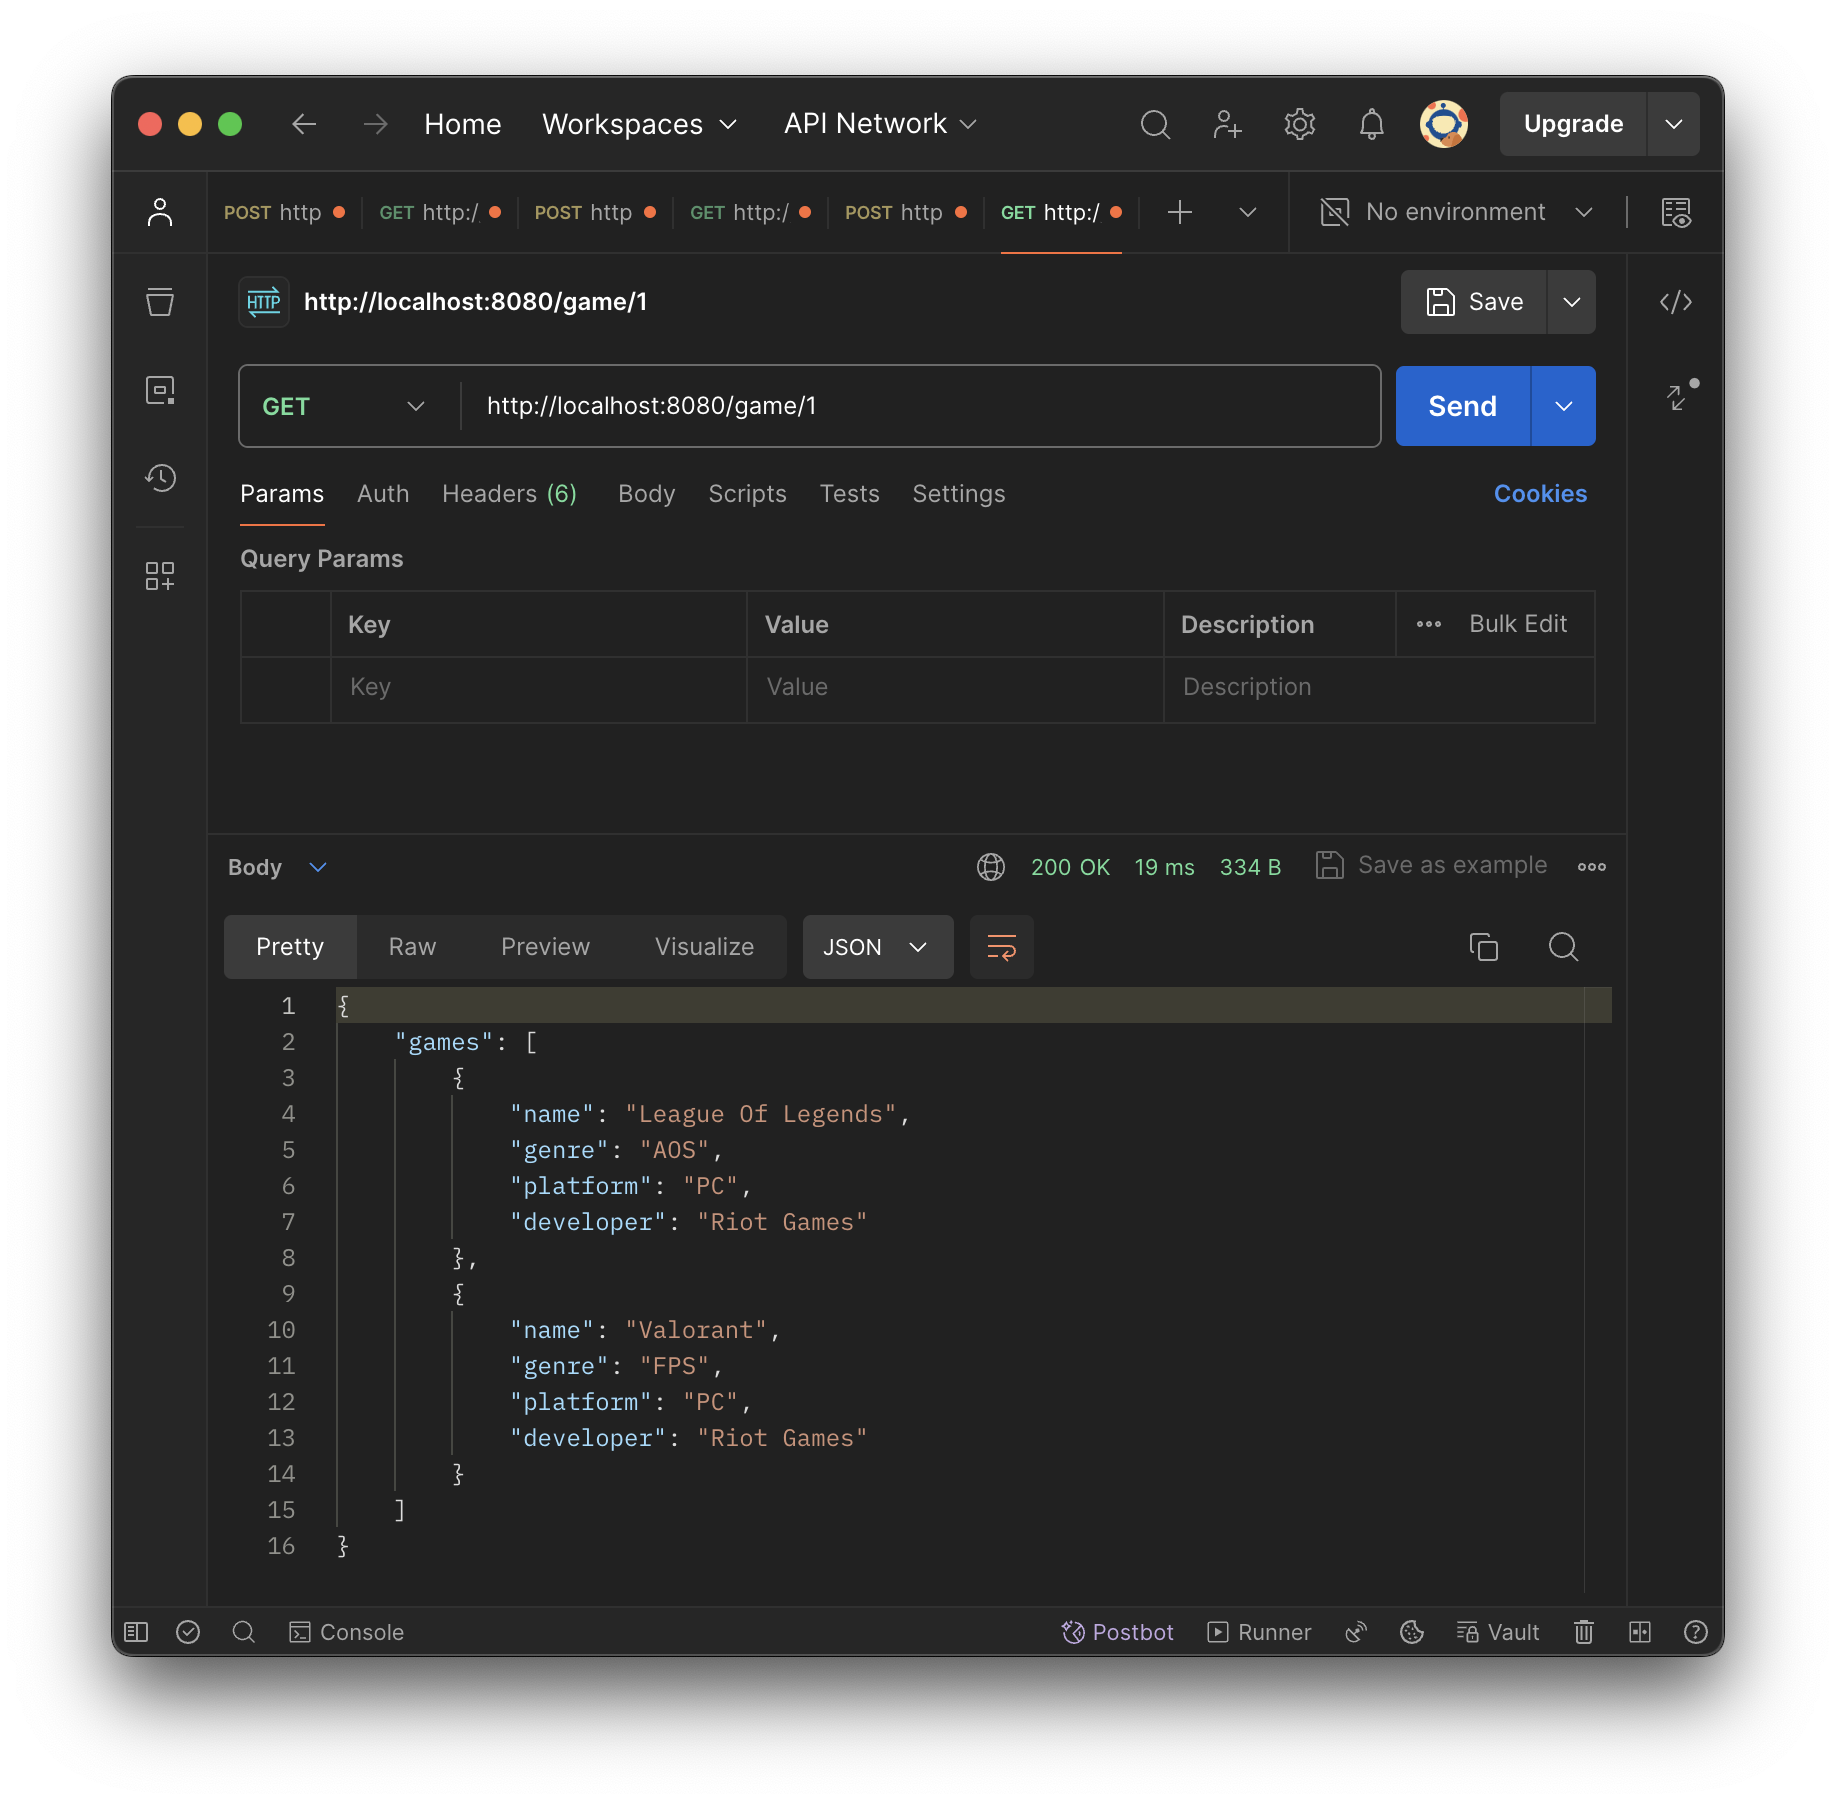 Home Workspaces API Network Upgrade
POST http GET http:/ POST http GET http:/ POST http GET http:/ No environment
HTTP http://localhost:8080/game/1 Save
GET http://localhost:8080/game/1 Send
Params Auth Headers (6) Body Scripts Tests Settings Cookies
Query Params
Key Value Description Bulk Edit
Key Value Description
Body 200 OK 19 ms 334 B Save as example
Pretty Raw Preview Visualize JSON
1 {
2 "games": [
3 {
4 "name": "League Of Legends",
5 "genre": "AOS",
6 "platform": "PC",
7 "developer": "Riot Games"
8 },
9 {
10 "name": "Valorant",
11 "genre": "FPS",
12 "platform": "PC",
13 "developer": "Riot Games"
14 }
15 ]
16 }
Console Postbot Runner Vault